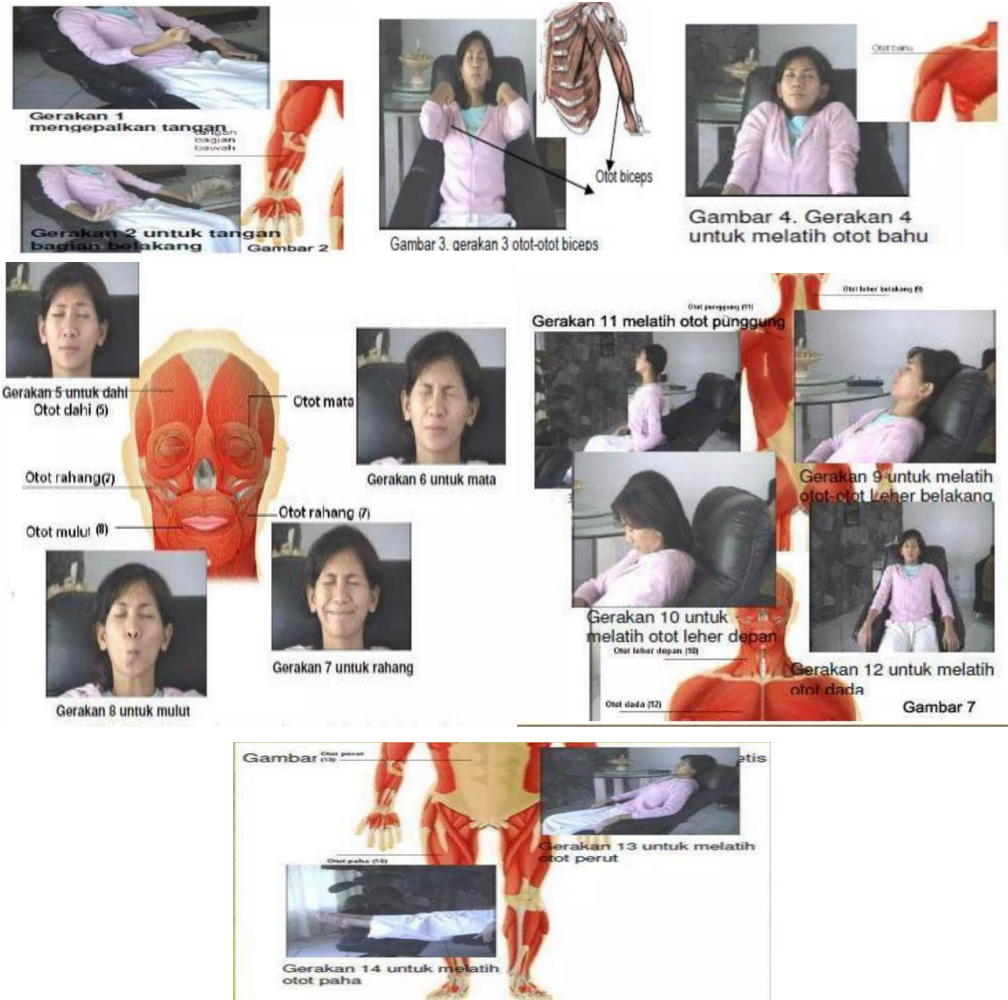 Gerakan 1
mengepalkan tangan
tangan
bagian
bawah
Gerakan 2 untuk tangan
bagian belakang
Gambar 2
Otot biceps
Gambar 3. gerakan 3 otot-otot biceps
Otot bahu
Gambar 4. Gerakan 4
untuk melatih otot bahu
Gerakan 5 untuk dahi
Otot dahi (5)
Otot mata
Gerakan 6 untuk mata
Otot rahang(7)
Otot rahang (7)
Otot mulut (8)
Gerakan 7 untuk rahang
Gerakan 8 untuk mulut
Otot leher belakang (9)
Otot punggung (11)
Gerakan 11 melatih otot punggung
Gerakan 9 untuk melatih
otot-otot Leher belakang
Gerakan 10 untuk
melatih otot leher depan
Otot leher depan (10)
Gerakan 12 untuk melatih
otot dada
Otot dada (12)
Gambar 7
Gambar
Otot perut
(13)
etis
Gerakan 13 untuk melatih
otot perut
Otot paha (14)
Gerakan 14 untuk melatih
otot paha